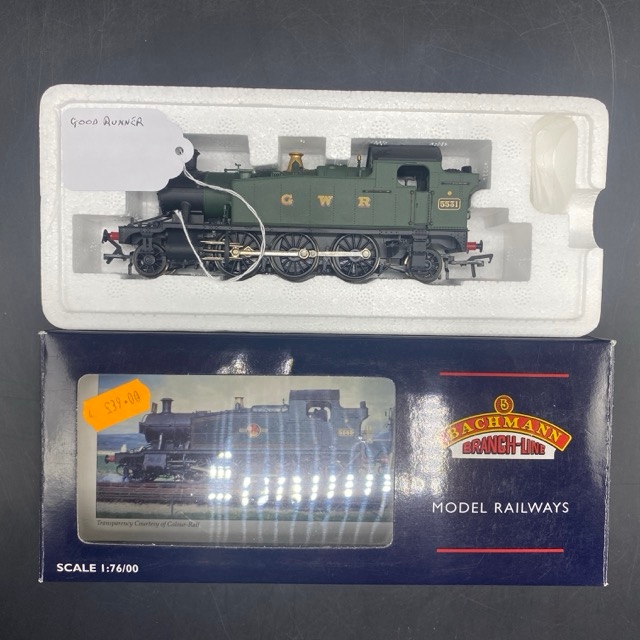 GOOD RUNNER
G W R
5531
£39.00
Transparency Courtesy of Colour-Rail
B
BACHMANN
BRANCH-LINE
MODEL RAILWAYS
SCALE 1:76/00